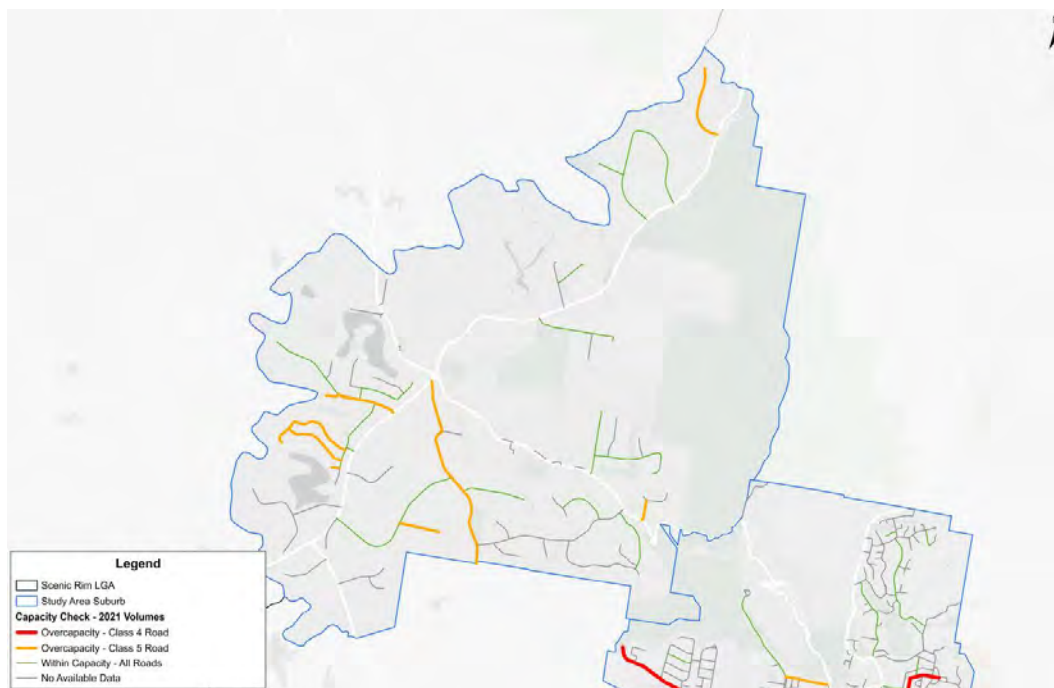 Legend
Scenic Rim LGA
Study Area Suburb
Capacity Check - 2021 Volumes
Overcapacity - Class 4 Road
Overcapacity - Class 5 Road
Within Capacity - All Roads
No Available Data